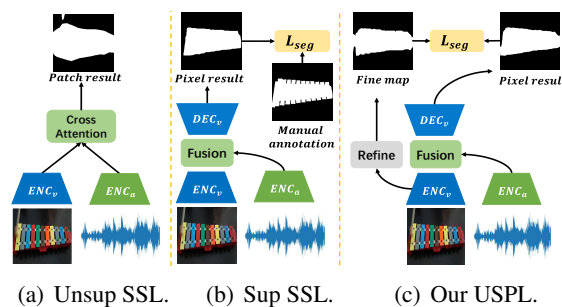 Patch result
Cross
Attention
ENC_v
ENC_a
(a) Unsup SSL.
L_seg
Pixel result
Manual
annotation
DEC_v
Fusion
ENC_v
ENC_a
(b) Sup SSL.
L_seg
Fine map
Pixel resul
DEC_v
Refine
Fusion
ENC_v
ENC_a
(c) Our USPL.